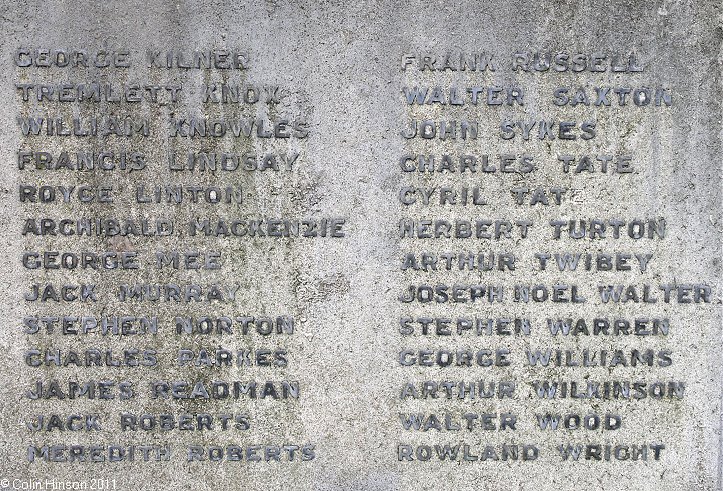 GEORGE KILNER
TREMLETT KNOX
WILLIAM KNOWLES
FRANCIS LINDSAY
ROYCE LINTON
ARCHIBALD MACKENZIE
GEORGE MEE
JACK MURRAY
STEPHEN NORTON
CHARLES PARKES
JAMES READMAN
JACK ROBERTS
MEREDITH ROBERTS
FRANK RUSSELL
WALTER SAXTON
JOHN SYKES
CHARLES TATE
CYRIL TATE
HERBERT TURTON
ARTHUR TWIBEY
JOSEPH NOEL WALTER
STEPHEN WARREN
GEORGE WILLIAMS
ARTHUR WILKINSON
WALTER WOOD
ROWLAND WRIGHT
©Colin Hinson 2011